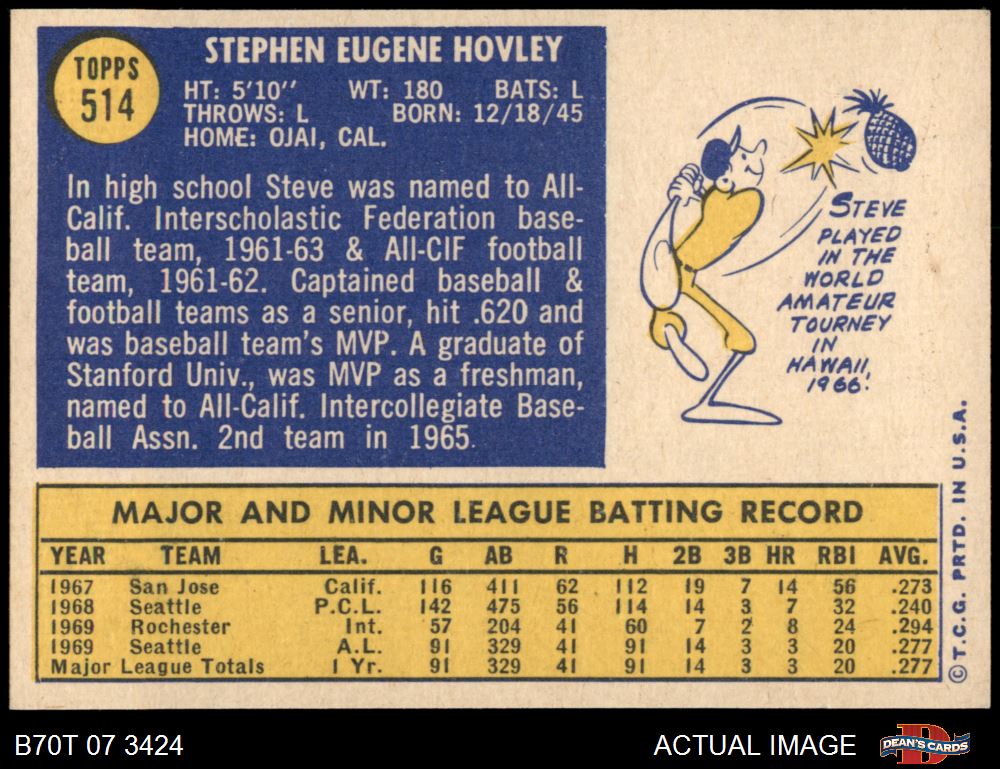 TOPPS
514
STEPHEN EUGENE HOVLEY
HT: 5'10'' WT: 180 BATS: L
THROWS: L BORN: 12/18/45
HOME: OJAI, CAL.
In high school Steve was named to All-
Calif. Interscholastic Federation base-
ball team, 1961-63 & All-CIF football
team, 1961-62. Captained baseball &
football teams as a senior, hit .620 and
was baseball team's MVP. A graduate of
Stanford Univ., was MVP as a freshman,
named to All-Calif. Intercollegiate Base-
ball Assn. 2nd team in 1965.
STEVE
PLAYED
IN THE
WORLD
AMATEUR
TOURNEY
IN
HAWAII,
1966!
MAJOR AND MINOR LEAGUE BATTING RECORD
YEAR TEAM LEA. G AB R H 2B 3B HR RBI AVG.
1967 San Jose Calif. 116 411 62 112 19 7 14 56 .273
1968 Seattle P.C.L. 142 475 56 114 14 3 7 32 .240
1969 Rochester Int. 57 204 41 60 7 2 8 24 .294
1969 Seattle A.L. 91 329 41 91 14 3 3 20 .277
Major League Totals 1 Yr. 91 329 41 91 14 3 3 20 .277
© T.C.G. PRTD. IN U.S.A.
B70T 07 3424
ACTUAL IMAGE
DEAN'S CARDS